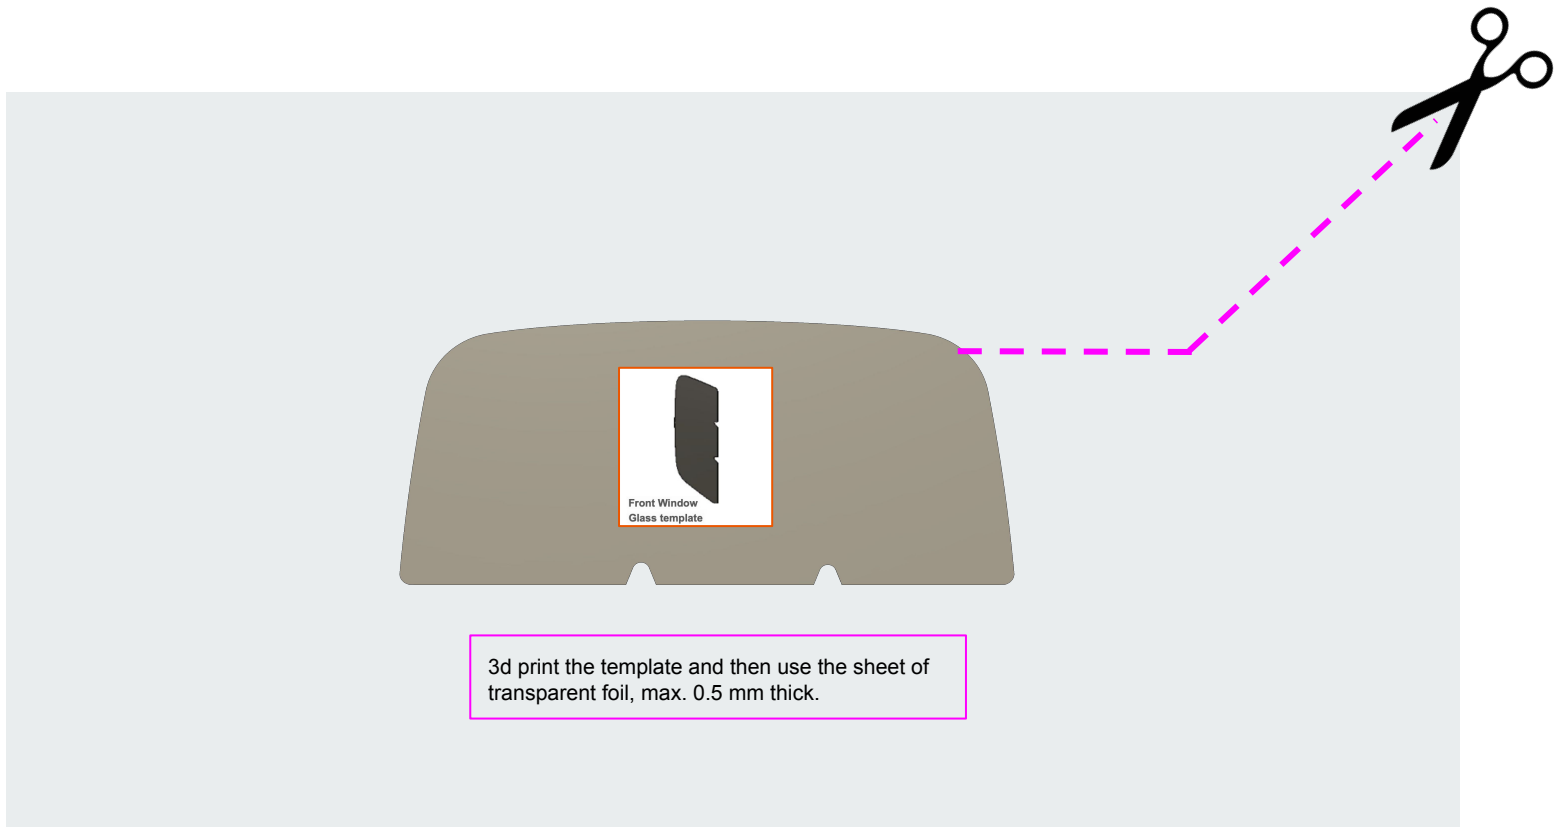 Front Window
Glass template
3d print the template and then use the sheet of
transparent foil, max. 0.5 mm thick.